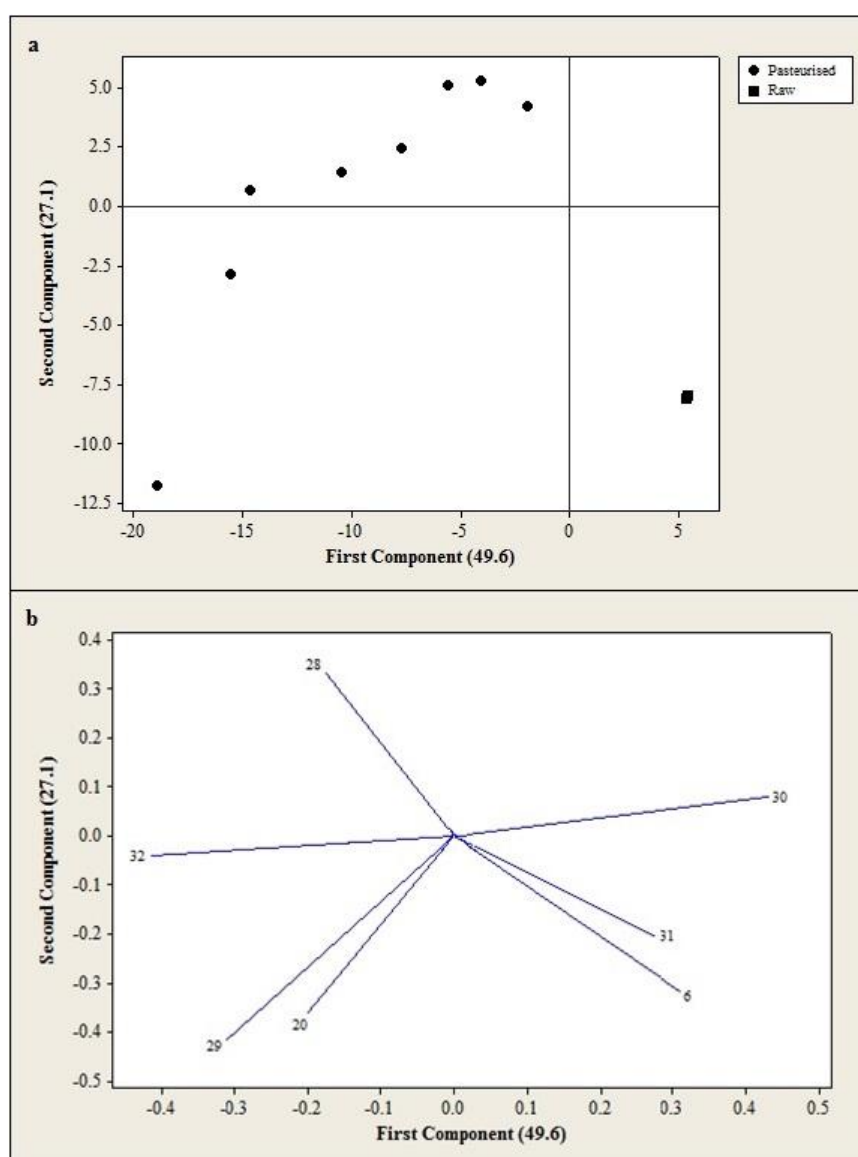 a
Pasteurised
Raw
5.0
2.5
0.0
-2.5
-5.0
-7.5
-10.0
-12.5
Second Component (27.1)
-20 -15 -10 -5 0 5
First Component (49.6)
b
0.4
0.3
0.2
0.1
0.0
-0.1
-0.2
-0.3
-0.4
-0.5
Second Component (27.1)
28
30
32
31
6
20
29
-0.4 -0.3 -0.2 -0.1 0.0 0.1 0.2 0.3 0.4 0.5
First Component (49.6)